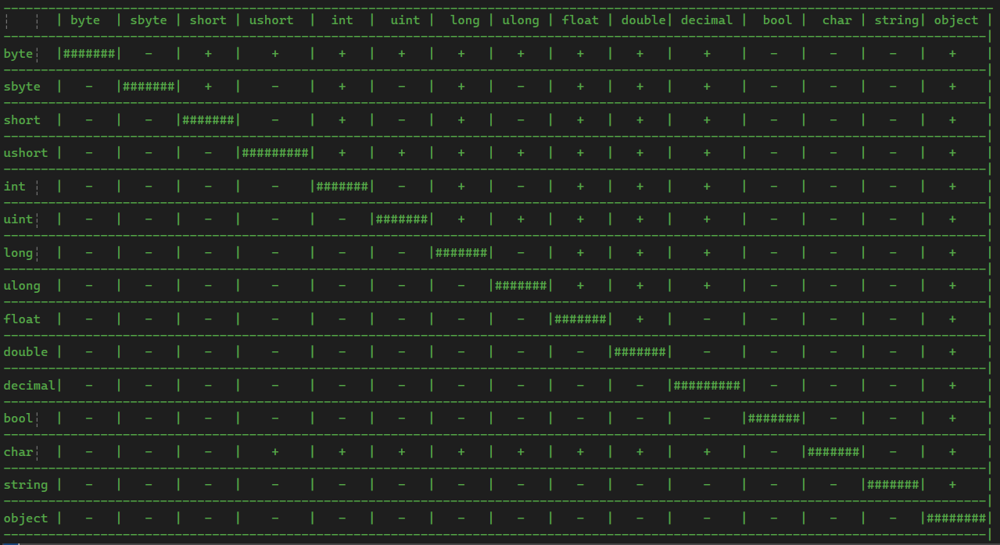 | byte | sbyte | short | ushort | int | uint | long | ulong | float | double| decimal | bool | char | string| object |
byte |#######| - | + | + | + | + | + | + | + | + | + | - | - | - | + |
sbyte | - |#######| + | - | + | - | + | - | + | + | + | - | - | - | + |
short | - | - |#######| - | + | - | + | - | + | + | + | - | - | - | + |
ushort | - | - | - |#########| + | + | + | + | + | + | + | - | - | - | + |
int | - | - | - | - |#######| - | + | - | + | + | + | - | - | - | + |
uint | - | - | - | - | - |#######| + | + | + | + | + | - | - | - | + |
long | - | - | - | - | - | - |#######| - | + | + | + | - | - | - | + |
ulong | - | - | - | - | - | - | - |#######| + | + | + | - | - | - | + |
float | - | - | - | - | - | - | - | - |#######| + | - | - | - | - | + |
double | - | - | - | - | - | - | - | - | - |#######| - | - | - | - | + |
decimal| - | - | - | - | - | - | - | - | - | - |#########| - | - | - | + |
bool | - | - | - | - | - | - | - | - | - | - | - |#######| - | - | + |
char | - | - | - | + | + | + | + | + | + | + | + | - |#######| - | + |
string | - | - | - | - | - | - | - | - | - | - | - | - | - |#######| + |
object | - | - | - | - | - | - | - | - | - | - | - | - | - | - |########|